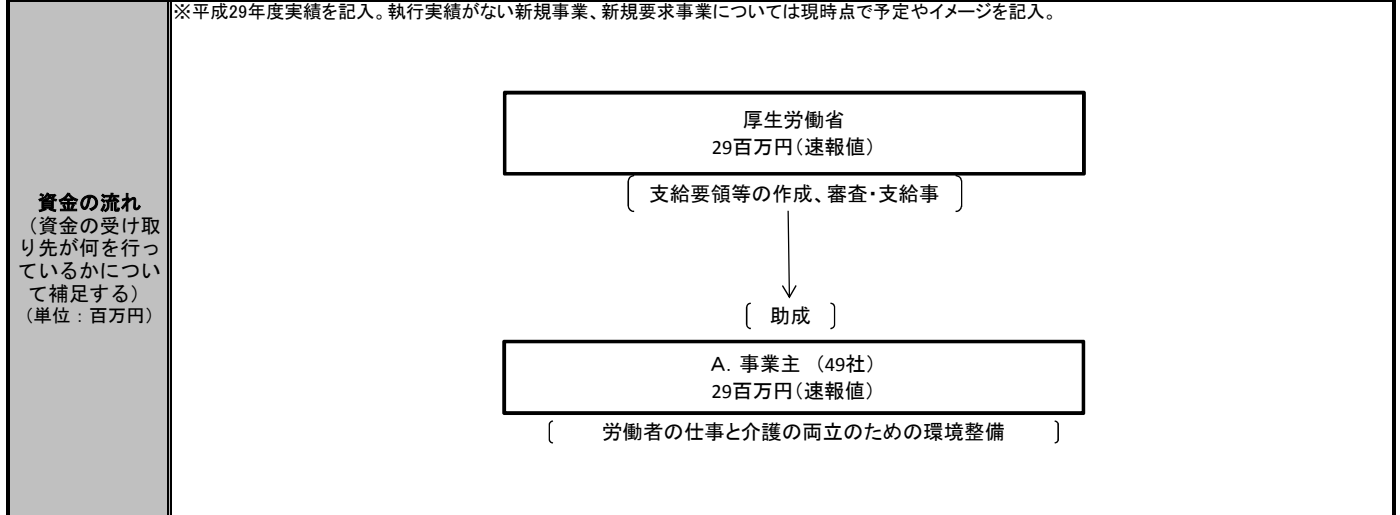 ※平成29年度実績を記入。執行実績がない新規事業、新規要求事業については現時点で予定やイメージを記入。
資金の流れ
（資金の受け取
り先が何を行っ
ているかについ
て補足する）
（単位：百万円）
厚生労働省
29百万円（速報値）
支給要領等の作成、審査・支給事
〔 助成 〕
A. 事業主 （49社）
29百万円（速報値）
〔 労働者の仕事と介護の両立のための環境整備 〕